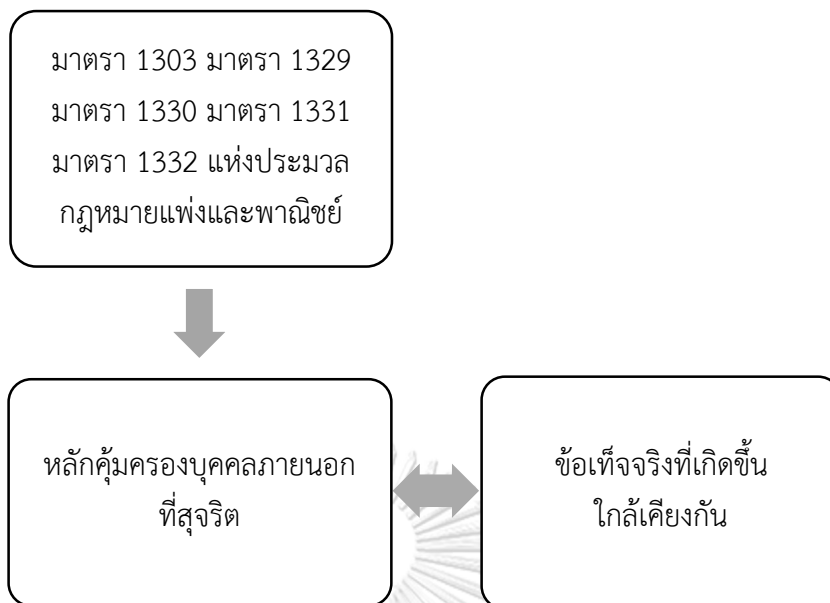 มาตรา 1303 มาตรา 1329
มาตรา 1330 มาตรา 1331
มาตรา 1332 แห่งประมวล
กฎหมายแพ่งและพาณิชย์
หลักคุ้มครองบุคคลภายนอก
ที่สุจริต
ข้อเท็จจริงที่เกิดขึ้น
ใกล้เคียงกัน